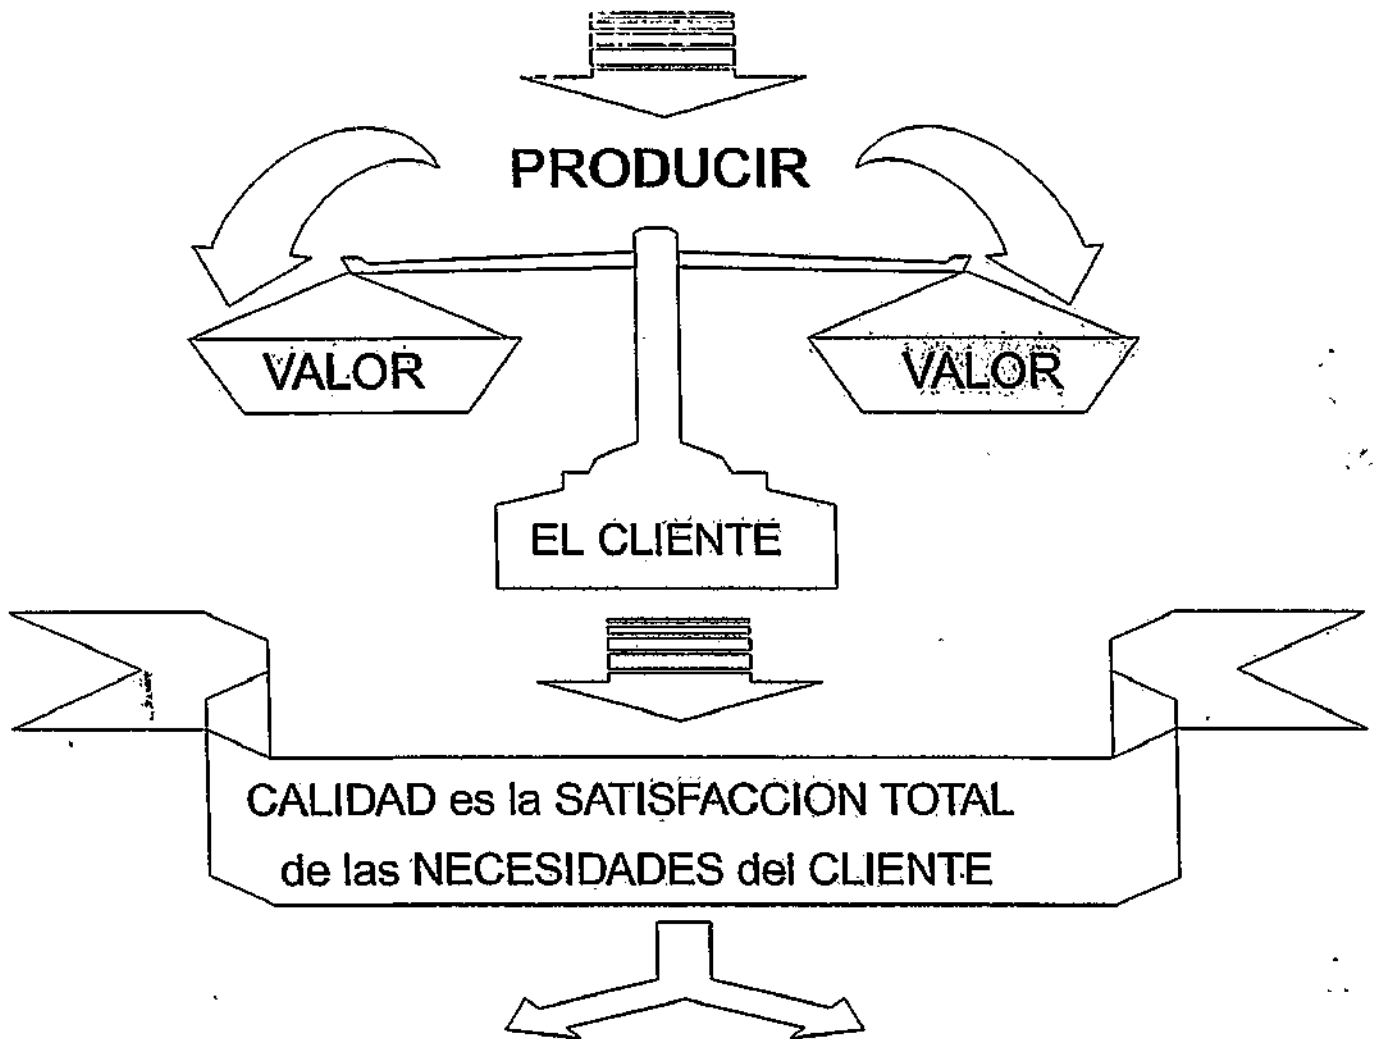 PRODUCIR
VALOR
VALOR
EL CLIENTE
CALIDAD es la SATISFACCION TOTAL
de las NECESIDADES del CLIENTE